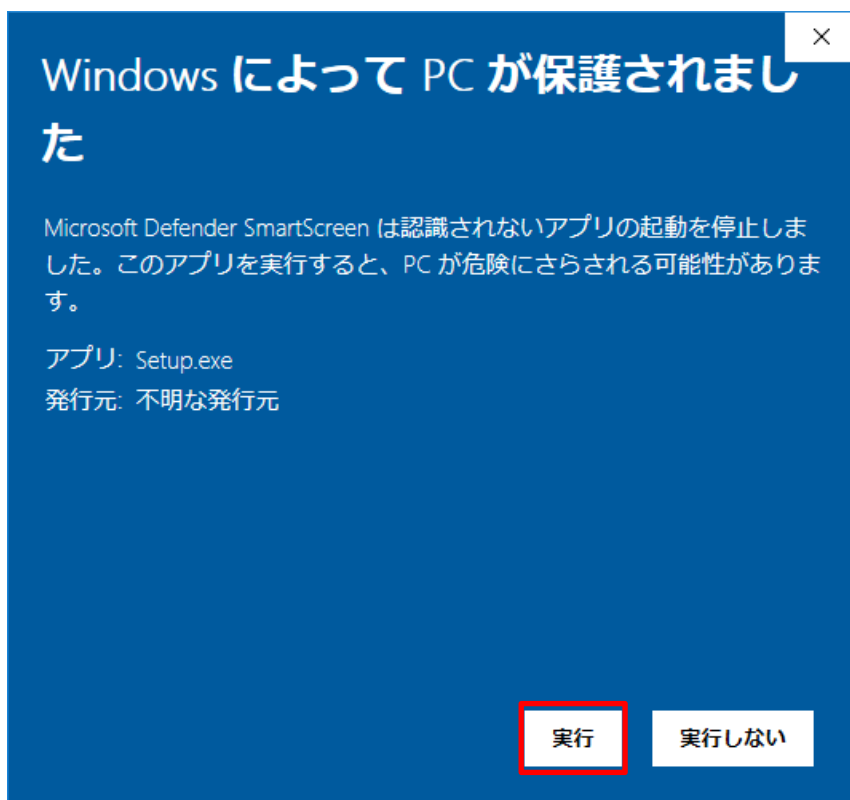 Windows によって PC が保護されまし
た
Microsoft Defender SmartScreen は認識されないアプリの起動を停止しま
した。このアプリを実行すると、PC が危険にさらされる可能性がありま
す。
アプリ: Setup.exe
発行元: 不明な発行元
実行 実行しない